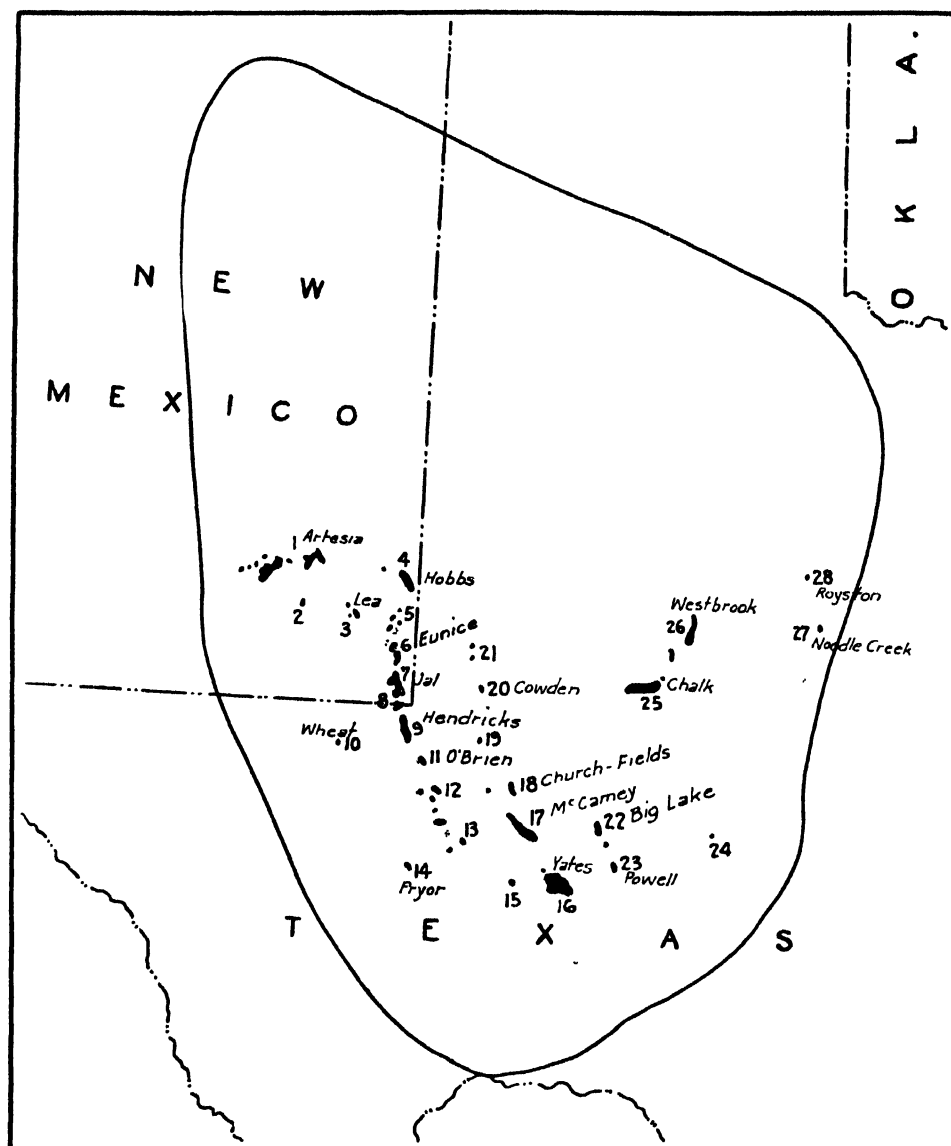 OKLA.
NEW
MEXICO
1 Artesia
4 Hobbs
2
3 Lea
5
6 Eunice
7 Jal
8
9 Hendricks
Wheat 10
11 O'Brien
12
13
14 Pryor
15
Yates 16
17 McCamey
18 Church-Fields
19
20 Cowden
21
22 Big Lake
23 Powell
24
Chalk 25
Westbrook 26
27 Noodle Creek
28 Royston
TEXAS